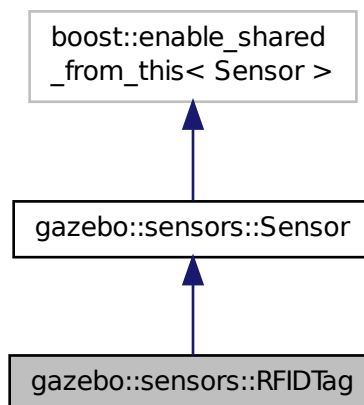 boost::enable_shared
_from_this< Sensor >
gazebo::sensors::Sensor
gazebo::sensors::RFIDTag